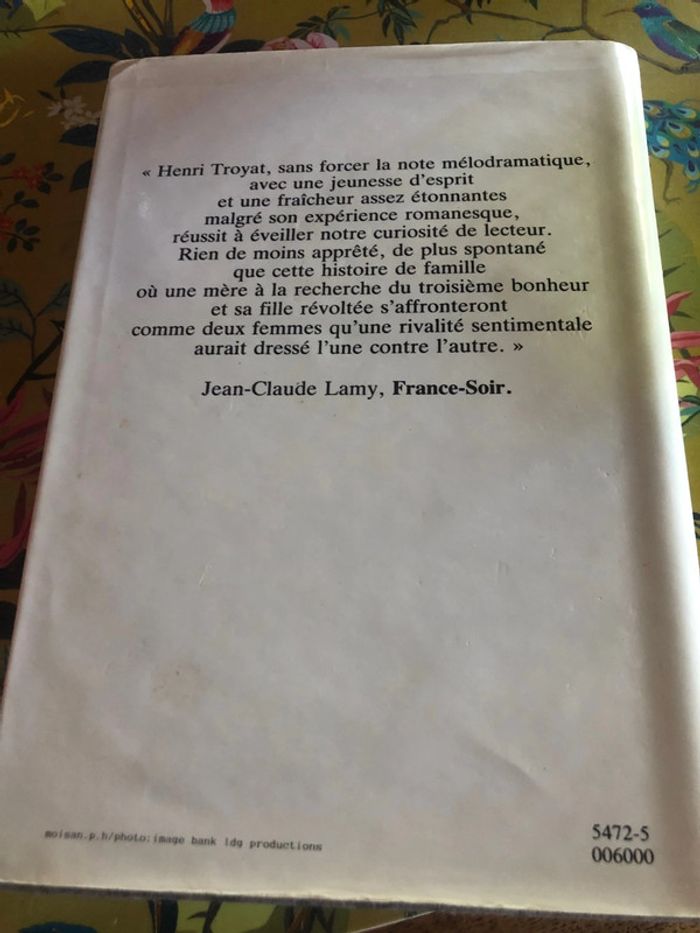 « Henri Troyat, sans forcer la note mélodramatique,
avec une jeunesse d'esprit
et une fraîcheur assez étonnantes
malgré son expérience romanesque,
réussit à éveiller notre curiosité de lecteur.
Rien de moins apprêté, de plus spontané
que cette histoire de famille
où une mère à la recherche du troisième bonheur
et sa fille révoltée s'affronteront
comme deux femmes qu'une rivalité sentimentale
aurait dressé l'une contre l'autre. »
Jean-Claude Lamy, France-Soir.
moisan.p.h/photo:image bank ldg productions
5472-5
006000